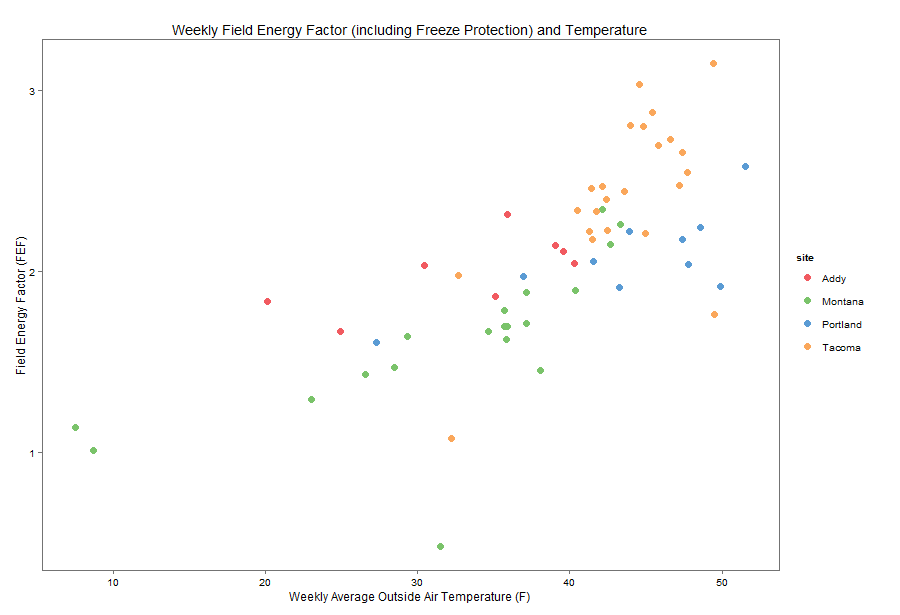 Weekly Field Energy Factor (including Freeze Protection) and Temperature
3
2
1
Field Energy Factor (FEF)
10 20 30 40 50
Weekly Average Outside Air Temperature (F)
site
Addy
Montana
Portland
Tacoma